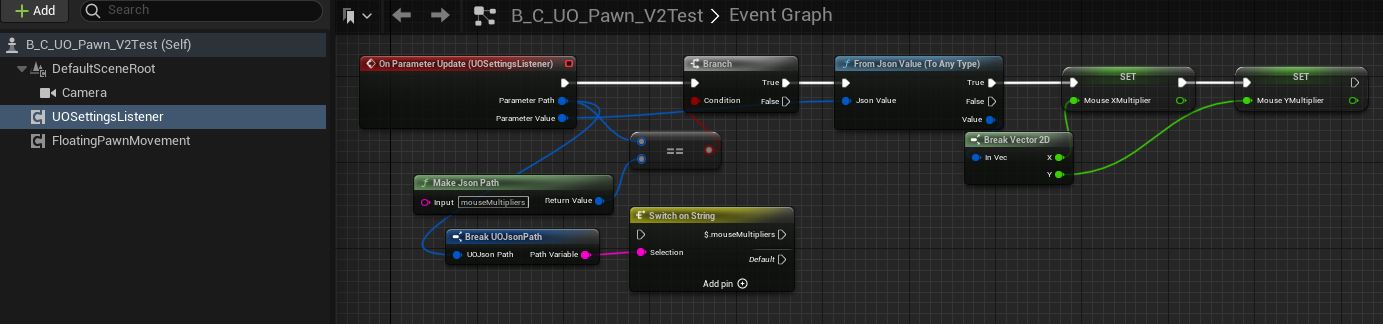 Add
Search
B_C_UO_Pawn_V2Test > Event Graph
B_C_UO_Pawn_V2Test (Self)
DefaultSceneRoot
Camera
UOSettingsListener
FloatingPawnMovement
On Parameter Update (UOSettingsListener)
Parameter Path
Parameter Value
Branch
True
Condition
False
From Json Value (To Any Type)
True
Json Value
False
Value
SET
Mouse XMultiplier
SET
Mouse YMultiplier
==
Break Vector 2D
In Vec
X
Y
Make Json Path
Input mouseMultipliers
Return Value
Break UOJsonPath
UOJson Path
Path Variable
Switch on String
$.mouseMultipliers
Selection
Default
Add pin